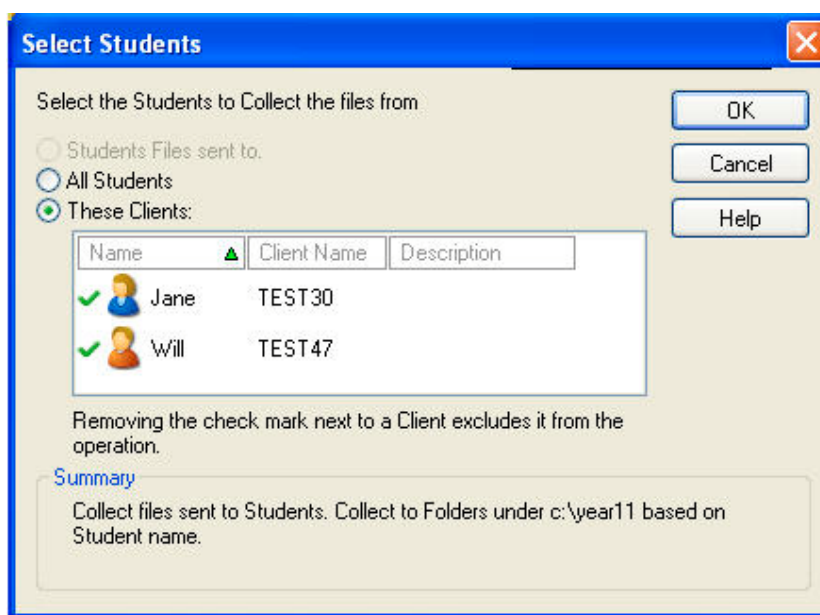 Select Students
Select the Students to Collect the files from
OK
Students Files sent to.
Cancel
All Students
These Clients:
Help
Name Client Name Description
Jane TEST30
Will TEST47
Removing the check mark next to a Client excludes it from the
operation.
Summary
Collect files sent to Students. Collect to Folders under c:\year11 based on
Student name.